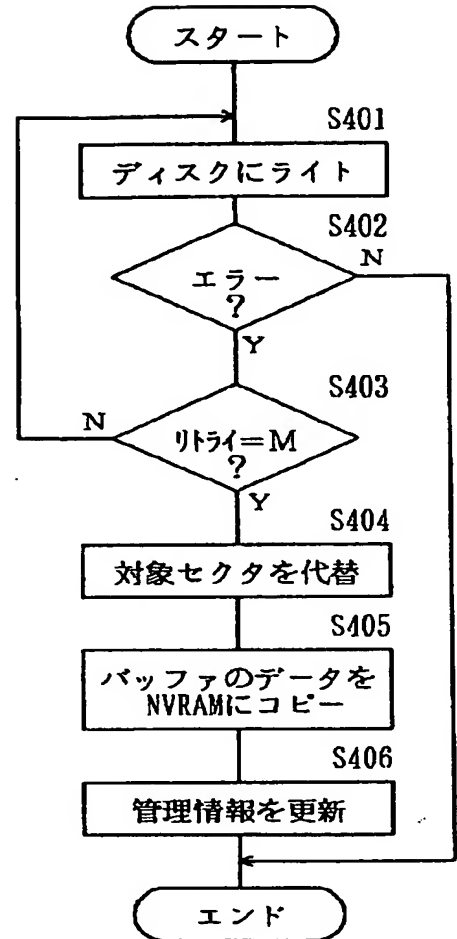 スタート
S401
ディスクにライト
S402
エラー
?
N
Y
S403
リトライ=M
?
N
Y
S404
対象セクタを代替
S405
バッファのデータを
NVRAMにコピー
S406
管理情報を更新
エンド